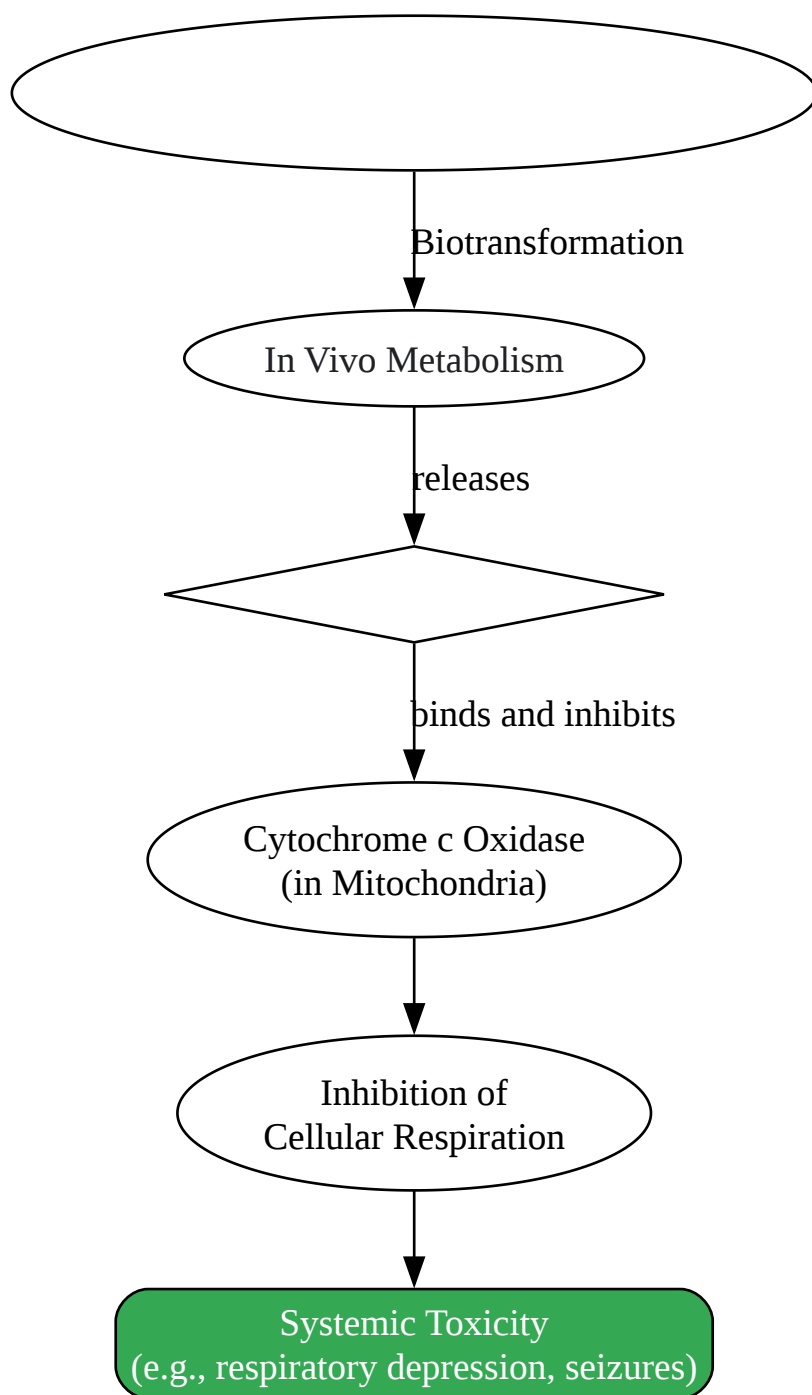 Biotransformation
In Vivo Metabolism
releases
binds and inhibits
Cytochrome c Oxidase
(in Mitochondria)
Inhibition of
Cellular Respiration
Systemic Toxicity
(e.g., respiratory depression, seizures)